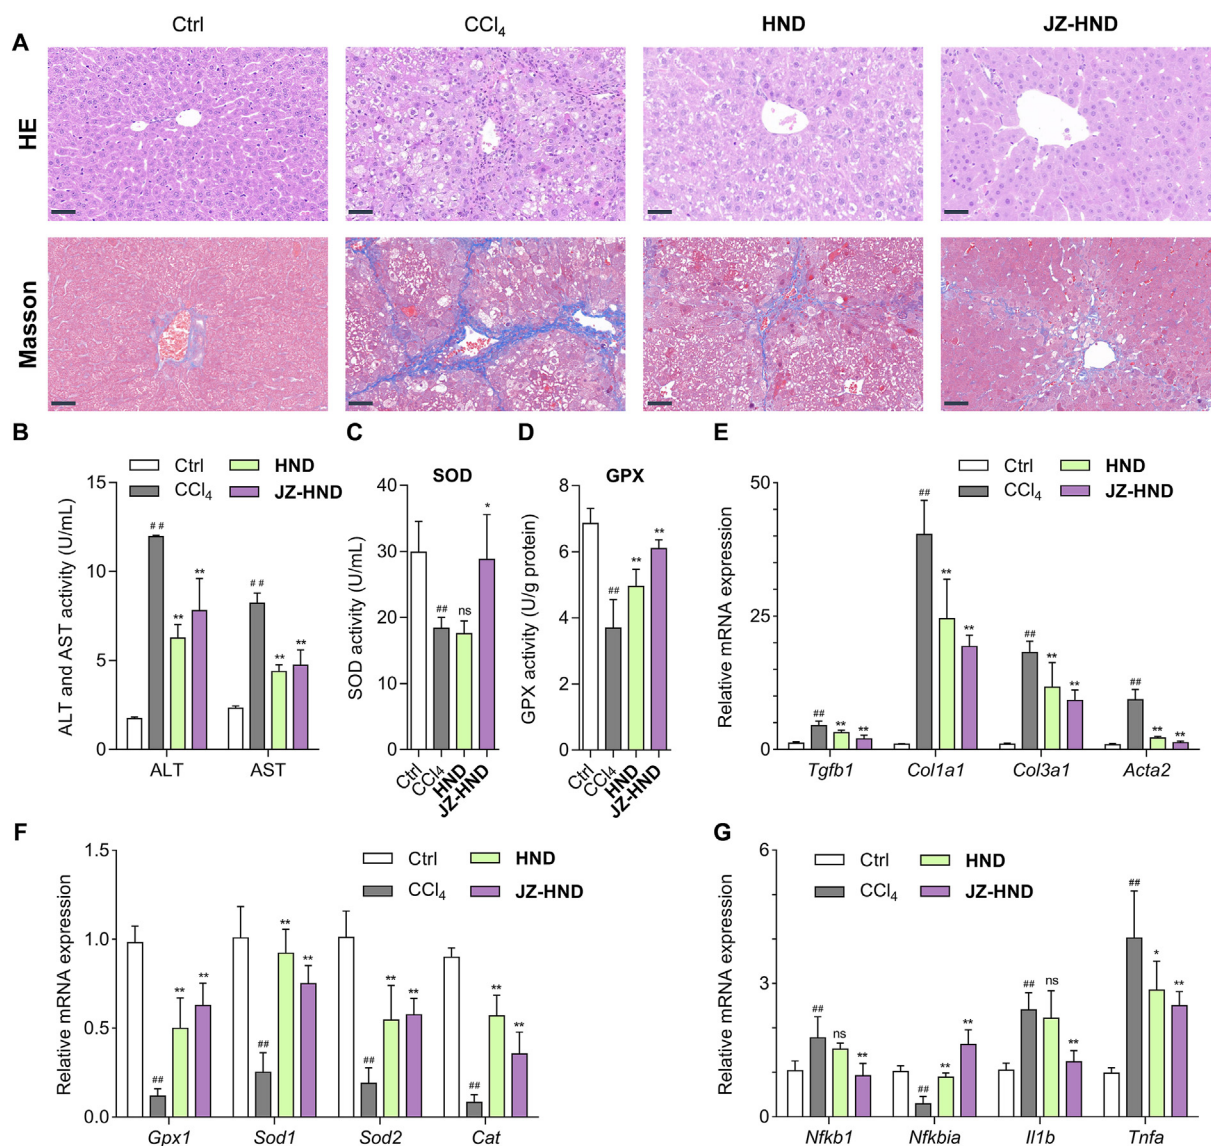 Ctrl CCl4 HND JZ-HND
A
HE
Masson
B
Ctrl HND
CCl4 JZ-HND
ALT and AST activity (U/mL)
15
10
5
0
## ** ** ## ** **
ALT AST
C
SOD
SOD activity (U/mL)
40
30
20
10
0
## ns *
Ctrl CCl4 HND JZ-HND
D
GPX
GPX activity (U/g protein)
8
6
4
2
0
## ** **
Ctrl CCl4 HND JZ-HND
E
Ctrl HND
CCl4 JZ-HND
Relative mRNA expression
50
25
0
## ** ** ## ** ** ## ** ** ## ** **
Tgfb1 Col1a1 Col3a1 Acta2
F
Ctrl HND
CCl4 JZ-HND
Relative mRNA expression
1.5
1.0
0.5
0.0
## ** ** ## ** ** ## ** ** ## ** **
Gpx1 Sod1 Sod2 Cat
G
Ctrl HND
CCl4 JZ-HND
Relative mRNA expression
6
3
0
## ns ** ## ** ** ## ns ** ## * **
Nfkb1 Nfkbia Il1b Tnfa